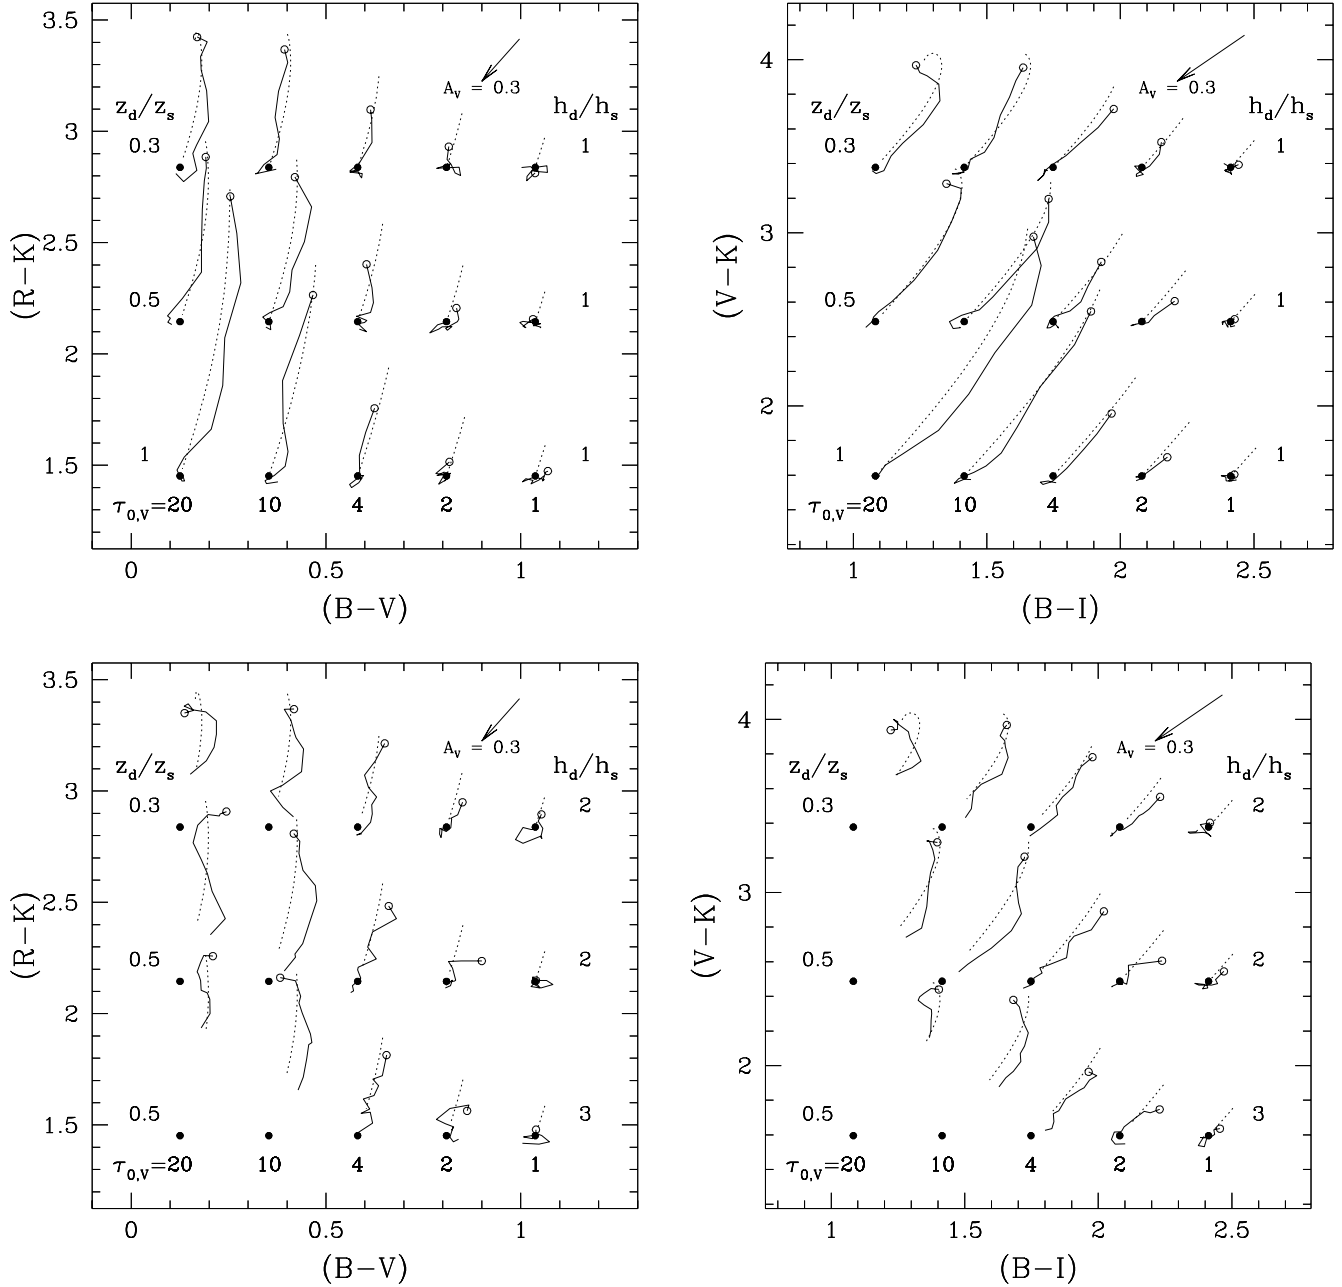 3.5
3
2.5
2
1.5
(R−K)
z_d/z_s
A_V = 0.3
h_d/h_s
0.3
1
0.5
1
1
1
τ_0,V=20
10
4
2
1
0
0.5
1
(B−V)
4
3
2
(V−K)
z_d/z_s
A_V = 0.3
h_d/h_s
0.3
1
0.5
1
1
1
τ_0,V=20
10
4
2
1
1
1.5
2
2.5
(B−I)
3.5
3
2.5
2
1.5
(R−K)
A_V = 0.3
z_d/z_s
h_d/h_s
0.3
2
0.5
2
0.5
3
τ_0,V=20
10
4
2
1
0
0.5
1
(B−V)
4
3
2
(V−K)
A_V = 0.3
z_d/z_s
h_d/h_s
0.3
2
0.5
2
0.5
3
τ_0,V=20
10
4
2
1
1
1.5
2
2.5
(B−I)